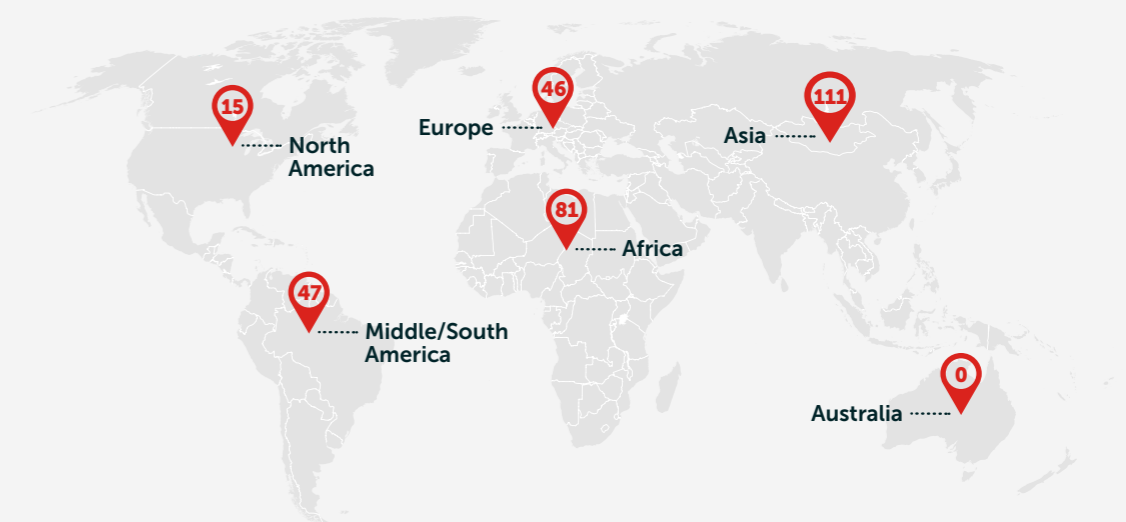 15
North
America
46
Europe
111
Asia
81
Africa
47
Middle/South
America
0
Australia